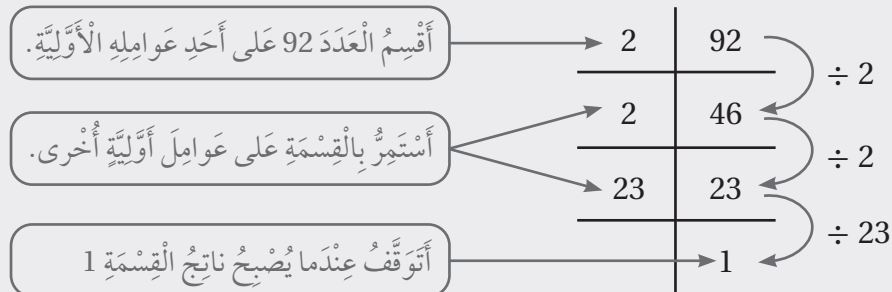 أَقْسِمُ الْعَدَدَ 92 عَلى أَحَدِ عَوامِلِهِ الْأَوَّلِيَّةِ.
2 92
÷ 2
أَسْتَمِرُّ بِالْقِسْمَةِ عَلى عَوامِلَ أَوَّلِيَّةٍ أُخْرى.
2 46
÷ 2
23 23
÷ 23
أَتَوَقَّفُ عِنْدَما يُصْبِحُ ناتِجُ الْقِسْمَةِ 1
1